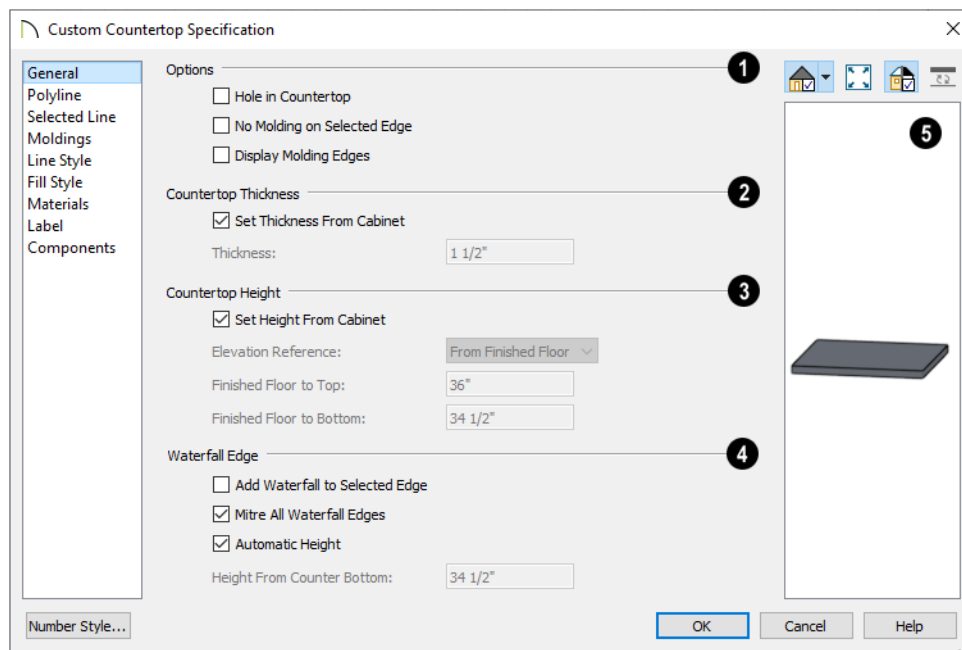 Custom Countertop Specification
General
Polyline
Selected Line
Moldings
Line Style
Fill Style
Materials
Label
Components
Options
1
Hole in Countertop
No Molding on Selected Edge
Display Molding Edges
Countertop Thickness
2
Set Thickness From Cabinet
Thickness: 1 1/2"
Countertop Height
3
Set Height From Cabinet
Elevation Reference: From Finished Floor
Finished Floor to Top: 36"
Finished Floor to Bottom: 34 1/2"
Waterfall Edge
4
Add Waterfall to Selected Edge
Mitre All Waterfall Edges
Automatic Height
Height From Counter Bottom: 34 1/2"
5
Number Style...
OK
Cancel
Help